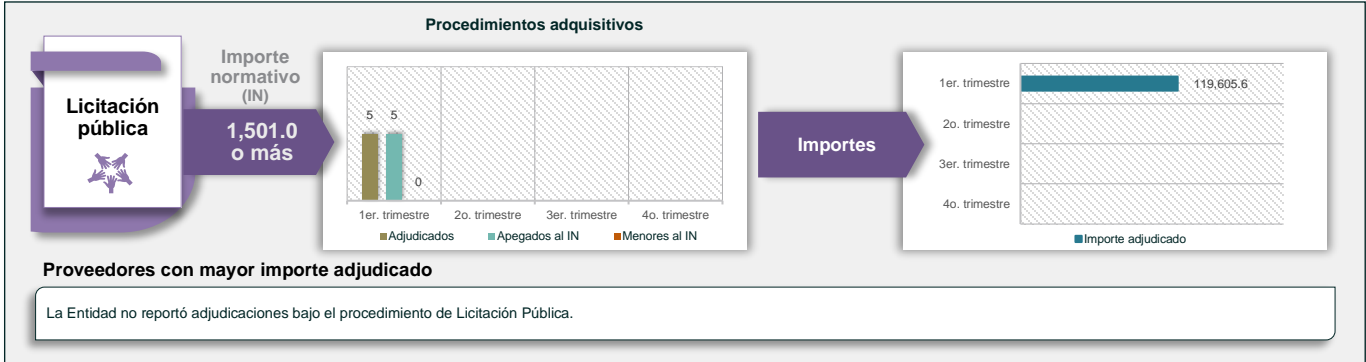 Procedimientos adquisitivos
Licitación
pública
Importe
normativo
(IN)
1,501.0
o más
5 5
0
1er. trimestre 2o. trimestre 3er. trimestre 4o. trimestre
Adjudicados Apegados al IN Menores al IN
Importes
1er. trimestre 119,605.6
2o. trimestre
3er. trimestre
4o. trimestre
Importe adjudicado
Proveedores con mayor importe adjudicado
La Entidad no reportó adjudicaciones bajo el procedimiento de Licitación Pública.